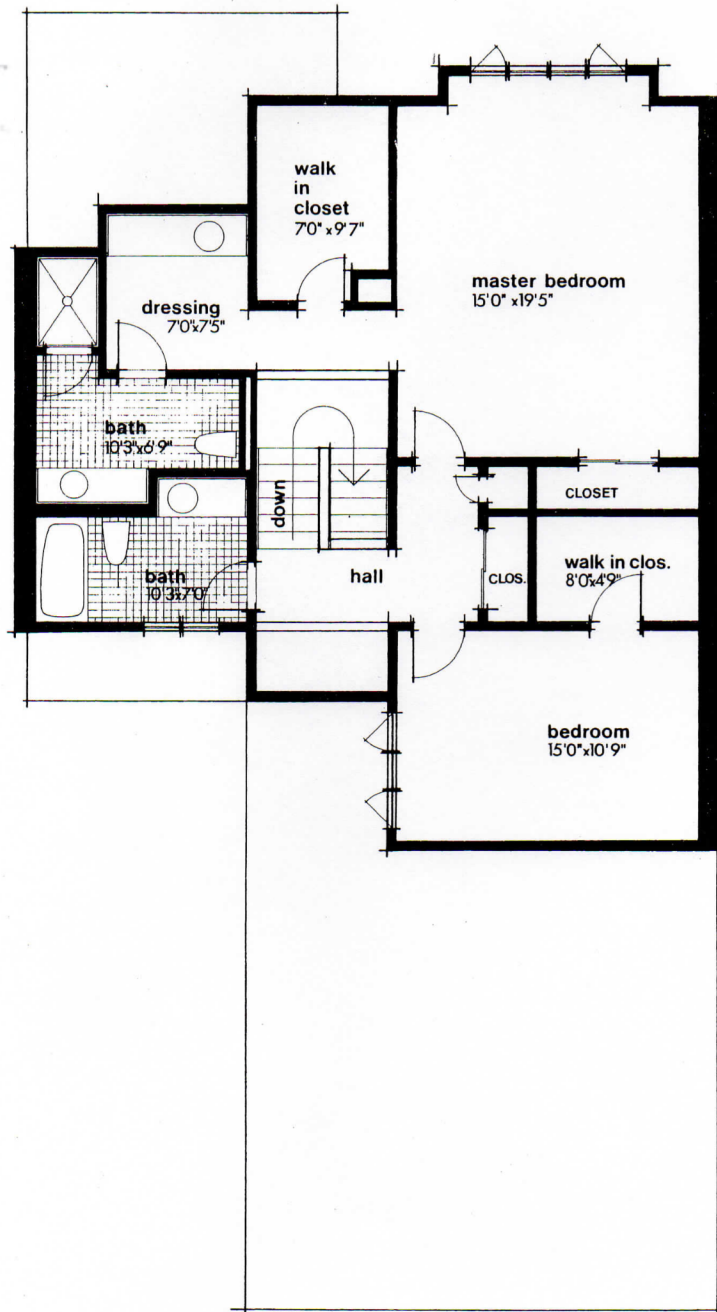 walk
in
closet
7'0" x 9'7"
master bedroom
15'0" x19'5"
dressing
7'0"x7'5"
bath
10'3"x6'9"
down
CLOSET
bath
10'3"x7'0"
hall
CLOS.
walk in clos.
8'0"x4'9"
bedroom
15'0"x10'9"